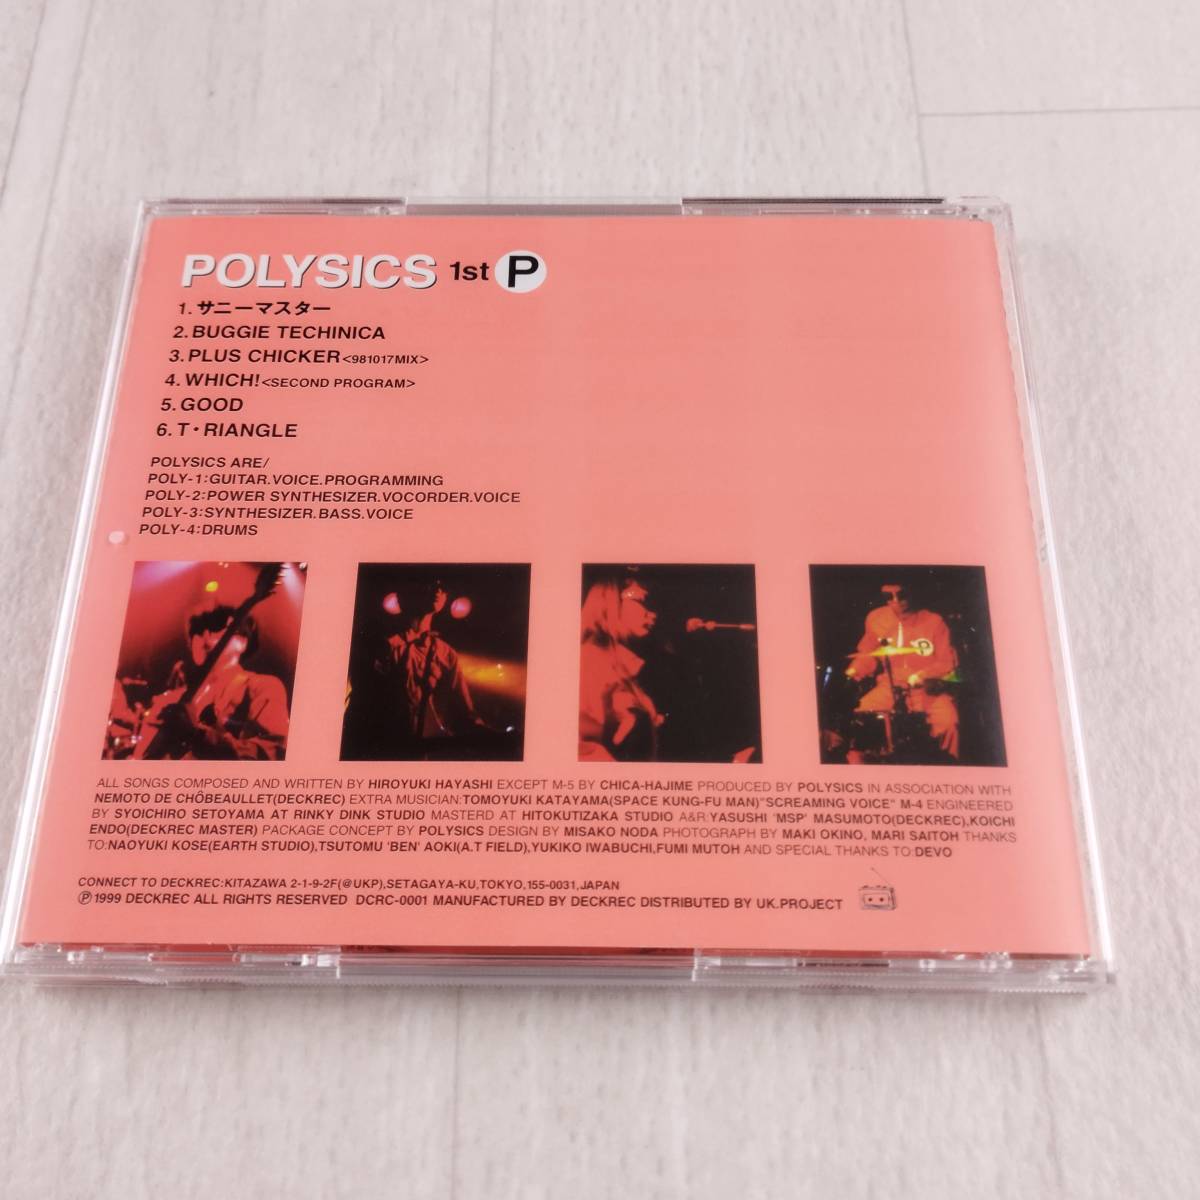 POLYSICS 1st P
1.サニーマスター
2.BUGGIE TECHINICA
3.PLUS CHICKER<981017MIX>
4.WHICH!<SECOND PROGRAM>
5.GOOD
6.T・RIANGLE
POLYSICS ARE/
POLY-1:GUITAR.VOICE.PROGRAMMING
POLY-2:POWER SYNTHESIZER.VOCORDER.VOICE
POLY-3:SYNTHESIZER.BASS.VOICE
POLY-4:DRUMS
P
ALL SONGS COMPOSED AND WRITTEN BY HIROYUKI HAYASHI EXCEPT M-5 BY CHICA-HAJIME PRODUCED BY POLYSICS IN ASSOCIATION WITH
NEMOTO DE CHÔBEAULLET(DECKREC) EXTRA MUSICIAN:TOMOYUKI KATAYAMA(SPACE KUNG-FU MAN)"SCREAMING VOICE" M-4 ENGINEERED
BY SYOICHIRO SETOYAMA AT RINKY DINK STUDIO MASTERD AT HITOKUTIZAKA STUDIO A&R:YASUSHI 'MSP' MASUMOTO(DECKREC),KOICHI
ENDO(DECKREC MASTER) PACKAGE CONCEPT BY POLYSICS DESIGN BY MISAKO NODA PHOTOGRAPH BY MAKI OKINO, MARI SAITOH THANKS
TO:NAOYUKI KOSE(EARTH STUDIO),TSUTOMU 'BEN' AOKI(A.T FIELD),YUKIKO IWABUCHI,FUMI MUTOH AND SPECIAL THANKS TO:DEVO
CONNECT TO DECKREC:KITAZAWA 2-1-9-2F(@UKP),SETAGAYA-KU,TOKYO,155-0031,JAPAN
Ⓟ1999 DECKREC ALL RIGHTS RESERVED DCRC-0001 MANUFACTURED BY DECKREC DISTRIBUTED BY UK.PROJECT